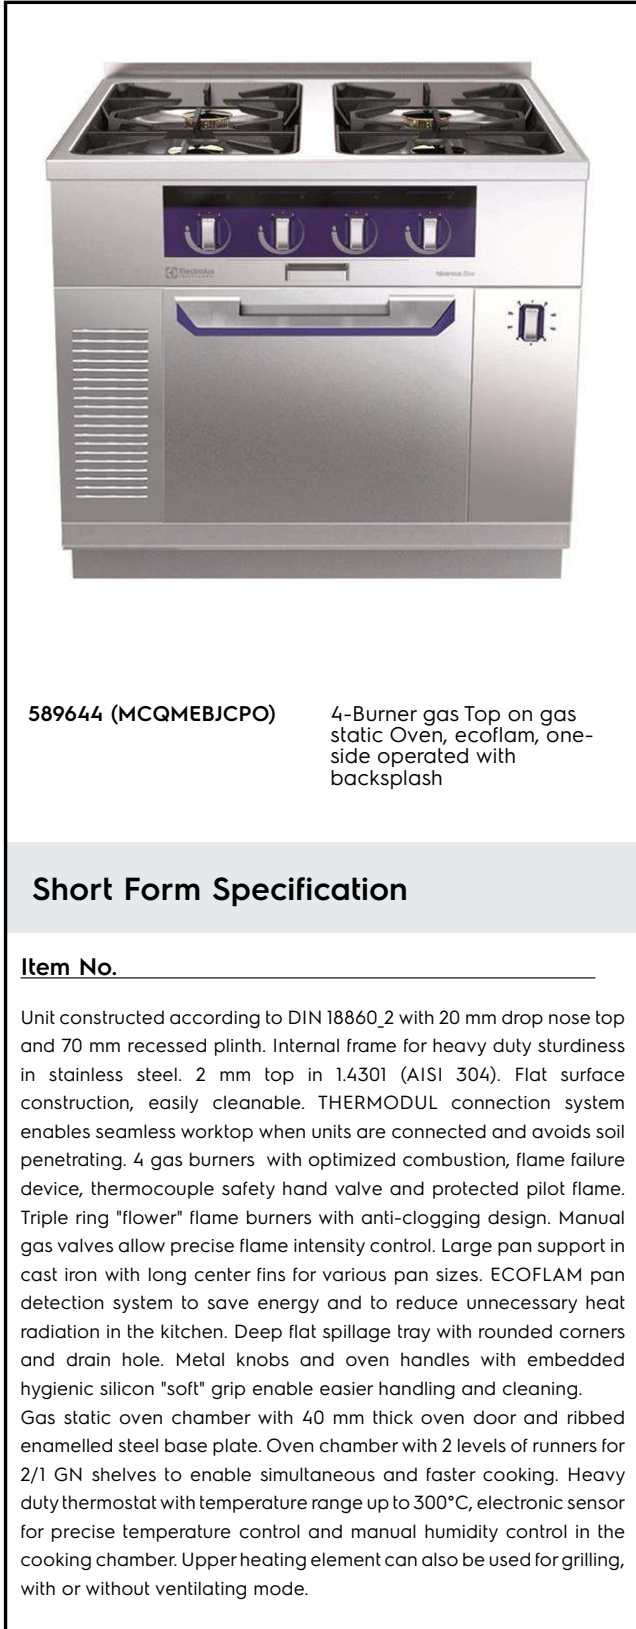 Electrolux
PROFESSIONAL
589644 (MCQMEBJCPO)
4-Burner gas Top on gas
static Oven, ecoflam, one-
side operated with
backsplash
Short Form Specification
Item No.
Unit constructed according to DIN 18860_2 with 20 mm drop nose top
and 70 mm recessed plinth. Internal frame for heavy duty sturdiness
in stainless steel. 2 mm top in 1.4301 (AISI 304). Flat surface
construction, easily cleanable. THERMODUL connection system
enables seamless worktop when units are connected and avoids soil
penetrating. 4 gas burners with optimized combustion, flame failure
device, thermocouple safety hand valve and protected pilot flame.
Triple ring "flower" flame burners with anti-clogging design. Manual
gas valves allow precise flame intensity control. Large pan support in
cast iron with long center fins for various pan sizes. ECOFLAM pan
detection system to save energy and to reduce unnecessary heat
radiation in the kitchen. Deep flat spillage tray with rounded corners
and drain hole. Metal knobs and oven handles with embedded
hygienic silicon "soft" grip enable easier handling and cleaning.
Gas static oven chamber with 40 mm thick oven door and ribbed
enamelled steel base plate. Oven chamber with 2 levels of runners for
2/1 GN shelves to enable simultaneous and faster cooking. Heavy
duty thermostat with temperature range up to 300°C, electronic sensor
for precise temperature control and manual humidity control in the
cooking chamber. Upper heating element can also be used for grilling,
with or without ventilating mode.